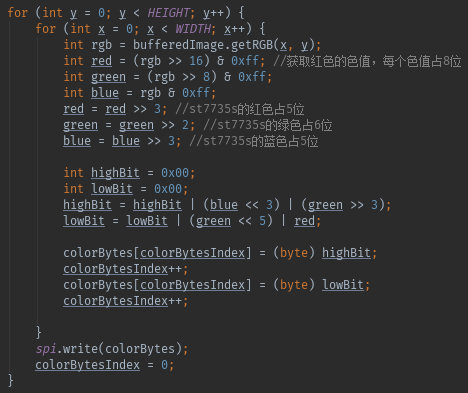 for (int y = 0; y < HEIGHT; y++) {
for (int x = 0; x < WIDTH; x++) {
int rgb = bufferedImage.getRGB(x, y);
int red = (rgb >> 16) & 0xff; //获取红色的色值，每个色值占8位
int green = (rgb >> 8) & 0xff;
int blue = rgb & 0xff;
red = red >> 3; //st7735s的红色占5位
green = green >> 2; //st7735s的绿色占6位
blue = blue >> 3; //st7735s的蓝色占5位
int highBit = 0x00;
int lowBit = 0x00;
highBit = highBit | (blue << 3) | (green >> 3);
lowBit = lowBit | (green << 5) | red;
colorBytes[colorBytesIndex] = (byte) highBit;
colorBytesIndex++;
colorBytes[colorBytesIndex] = (byte) lowBit;
colorBytesIndex++;
}
spi.write(colorBytes);
colorBytesIndex = 0;
}